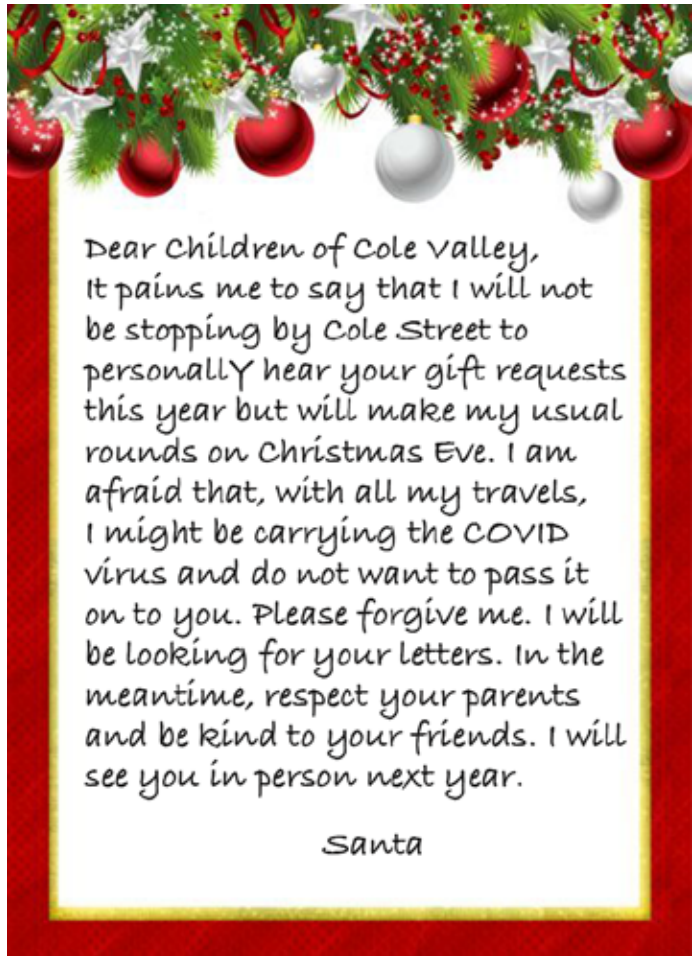 Dear Children of Cole Valley,
It pains me to say that I will not
be stopping by Cole Street to
personallY hear your gift requests
this year but will make my usual
rounds on Christmas Eve. I am
afraid that, with all my travels,
I might be carrying the COVID
virus and do not want to pass it
on to you. Please forgive me. I will
be looking for your letters. In the
meantime, respect your parents
and be kind to your friends. I will
see you in person next year.
Santa